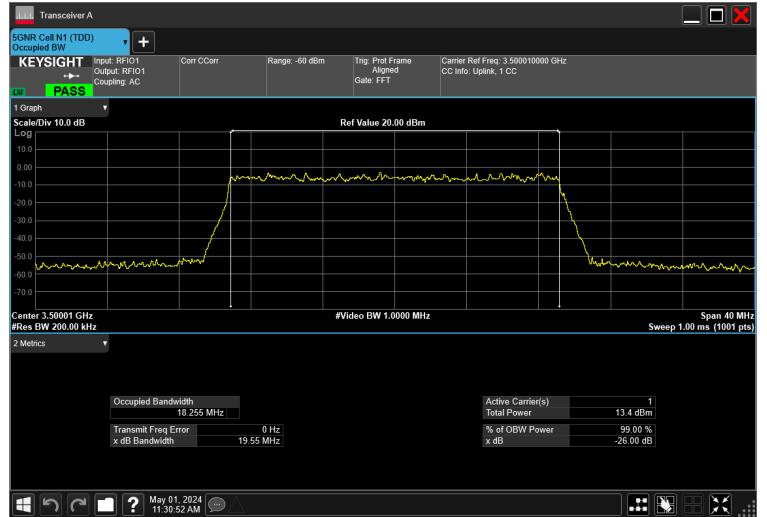 Transceiver A
5GNR Cell N1 (TDD)
Occupied BW
KEYSIGHT
LXI
PASS
Input: RFIO1
Output: RFIO1
Coupling: AC
Corr CCorr
Range: -60 dBm
Trig: Prot Frame
Aligned
Gate: FFT
Carrier Ref Freq: 3.500010000 GHz
CC Info: Uplink, 1 CC
1 Graph
Scale/Div 10.0 dB
Ref Value 20.00 dBm
Log
10.0
0.00
-10.0
-20.0
-30.0
-40.0
-50.0
-60.0
-70.0
Center 3.50001 GHz
#Video BW 1.0000 MHz
Span 40 MHz
#Res BW 200.00 kHz
Sweep 1.00 ms (1001 pts)
2 Metrics
Occupied Bandwidth
18.255 MHz
Transmit Freq Error 0 Hz
x dB Bandwidth 19.55 MHz
Active Carrier(s) 1
Total Power 13.4 dBm
% of OBW Power 99.00 %
x dB -26.00 dB
?
May 01, 2024
11:30:52 AM